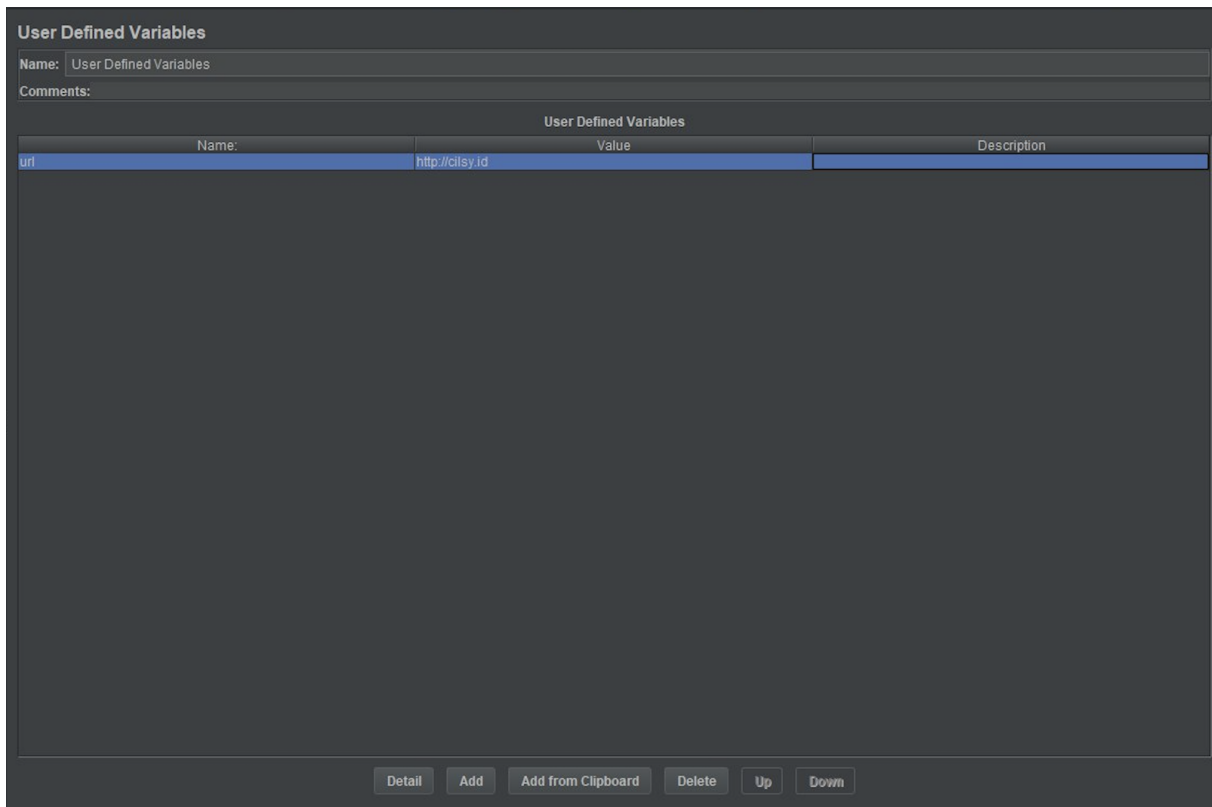 User Defined Variables
Name: User Defined Variables
Comments:
User Defined Variables
Name: Value Description
url http://cilsy.id
Detail Add Add from Clipboard Delete Up Down